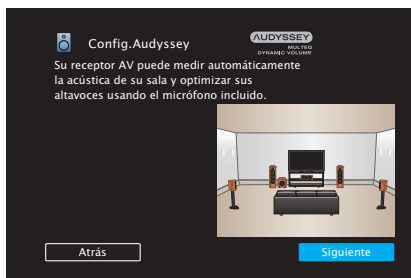 Config.Audyssey
AUDYSSEY
MULTEQ
DYNAMIC VOLUME
Su receptor AV puede medir automáticamente
la acústica de su sala y optimizar sus
altavoces usando el micrófono incluido.
Atrás
Siguiente